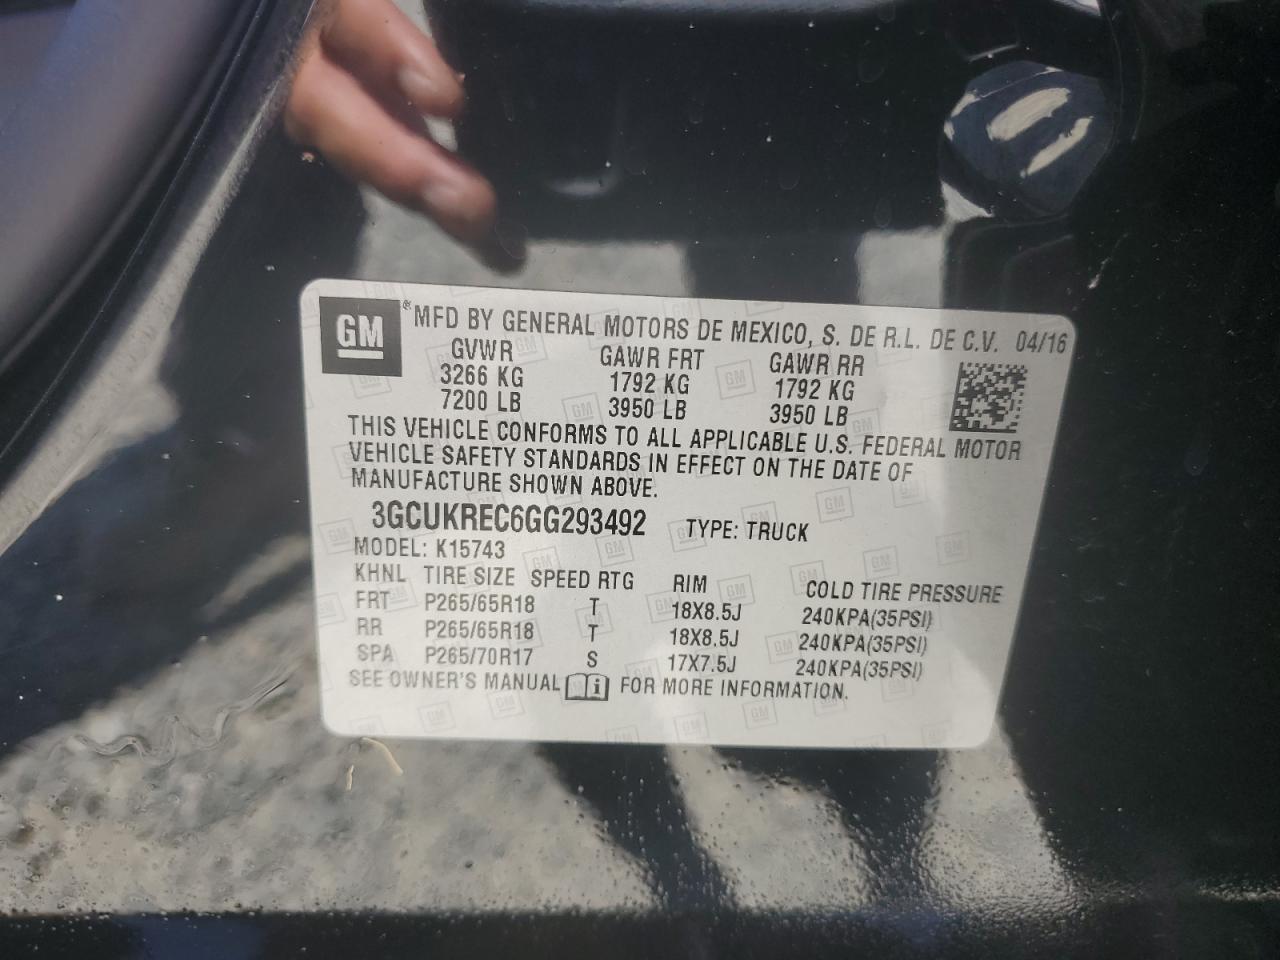 GM ® MFD BY GENERAL MOTORS DE MEXICO, S. DE R.L. DE C.V. 04/16
GVWR GAWR FRT GAWR RR
3266 KG 1792 KG 1792 KG
7200 LB 3950 LB 3950 LB
THIS VEHICLE CONFORMS TO ALL APPLICABLE U.S. FEDERAL MOTOR
VEHICLE SAFETY STANDARDS IN EFFECT ON THE DATE OF
MANUFACTURE SHOWN ABOVE.
3GCUKREC6GG293492 TYPE: TRUCK
MODEL: K15743
KHNL TIRE SIZE SPEED RTG RIM COLD TIRE PRESSURE
FRT P265/65R18 T 18X8.5J 240KPA(35PSI)
RR P265/65R18 T 18X8.5J 240KPA(35PSI)
SPA P265/70R17 S 17X7.5J 240KPA(35PSI)
SEE OWNER'S MANUAL i FOR MORE INFORMATION.